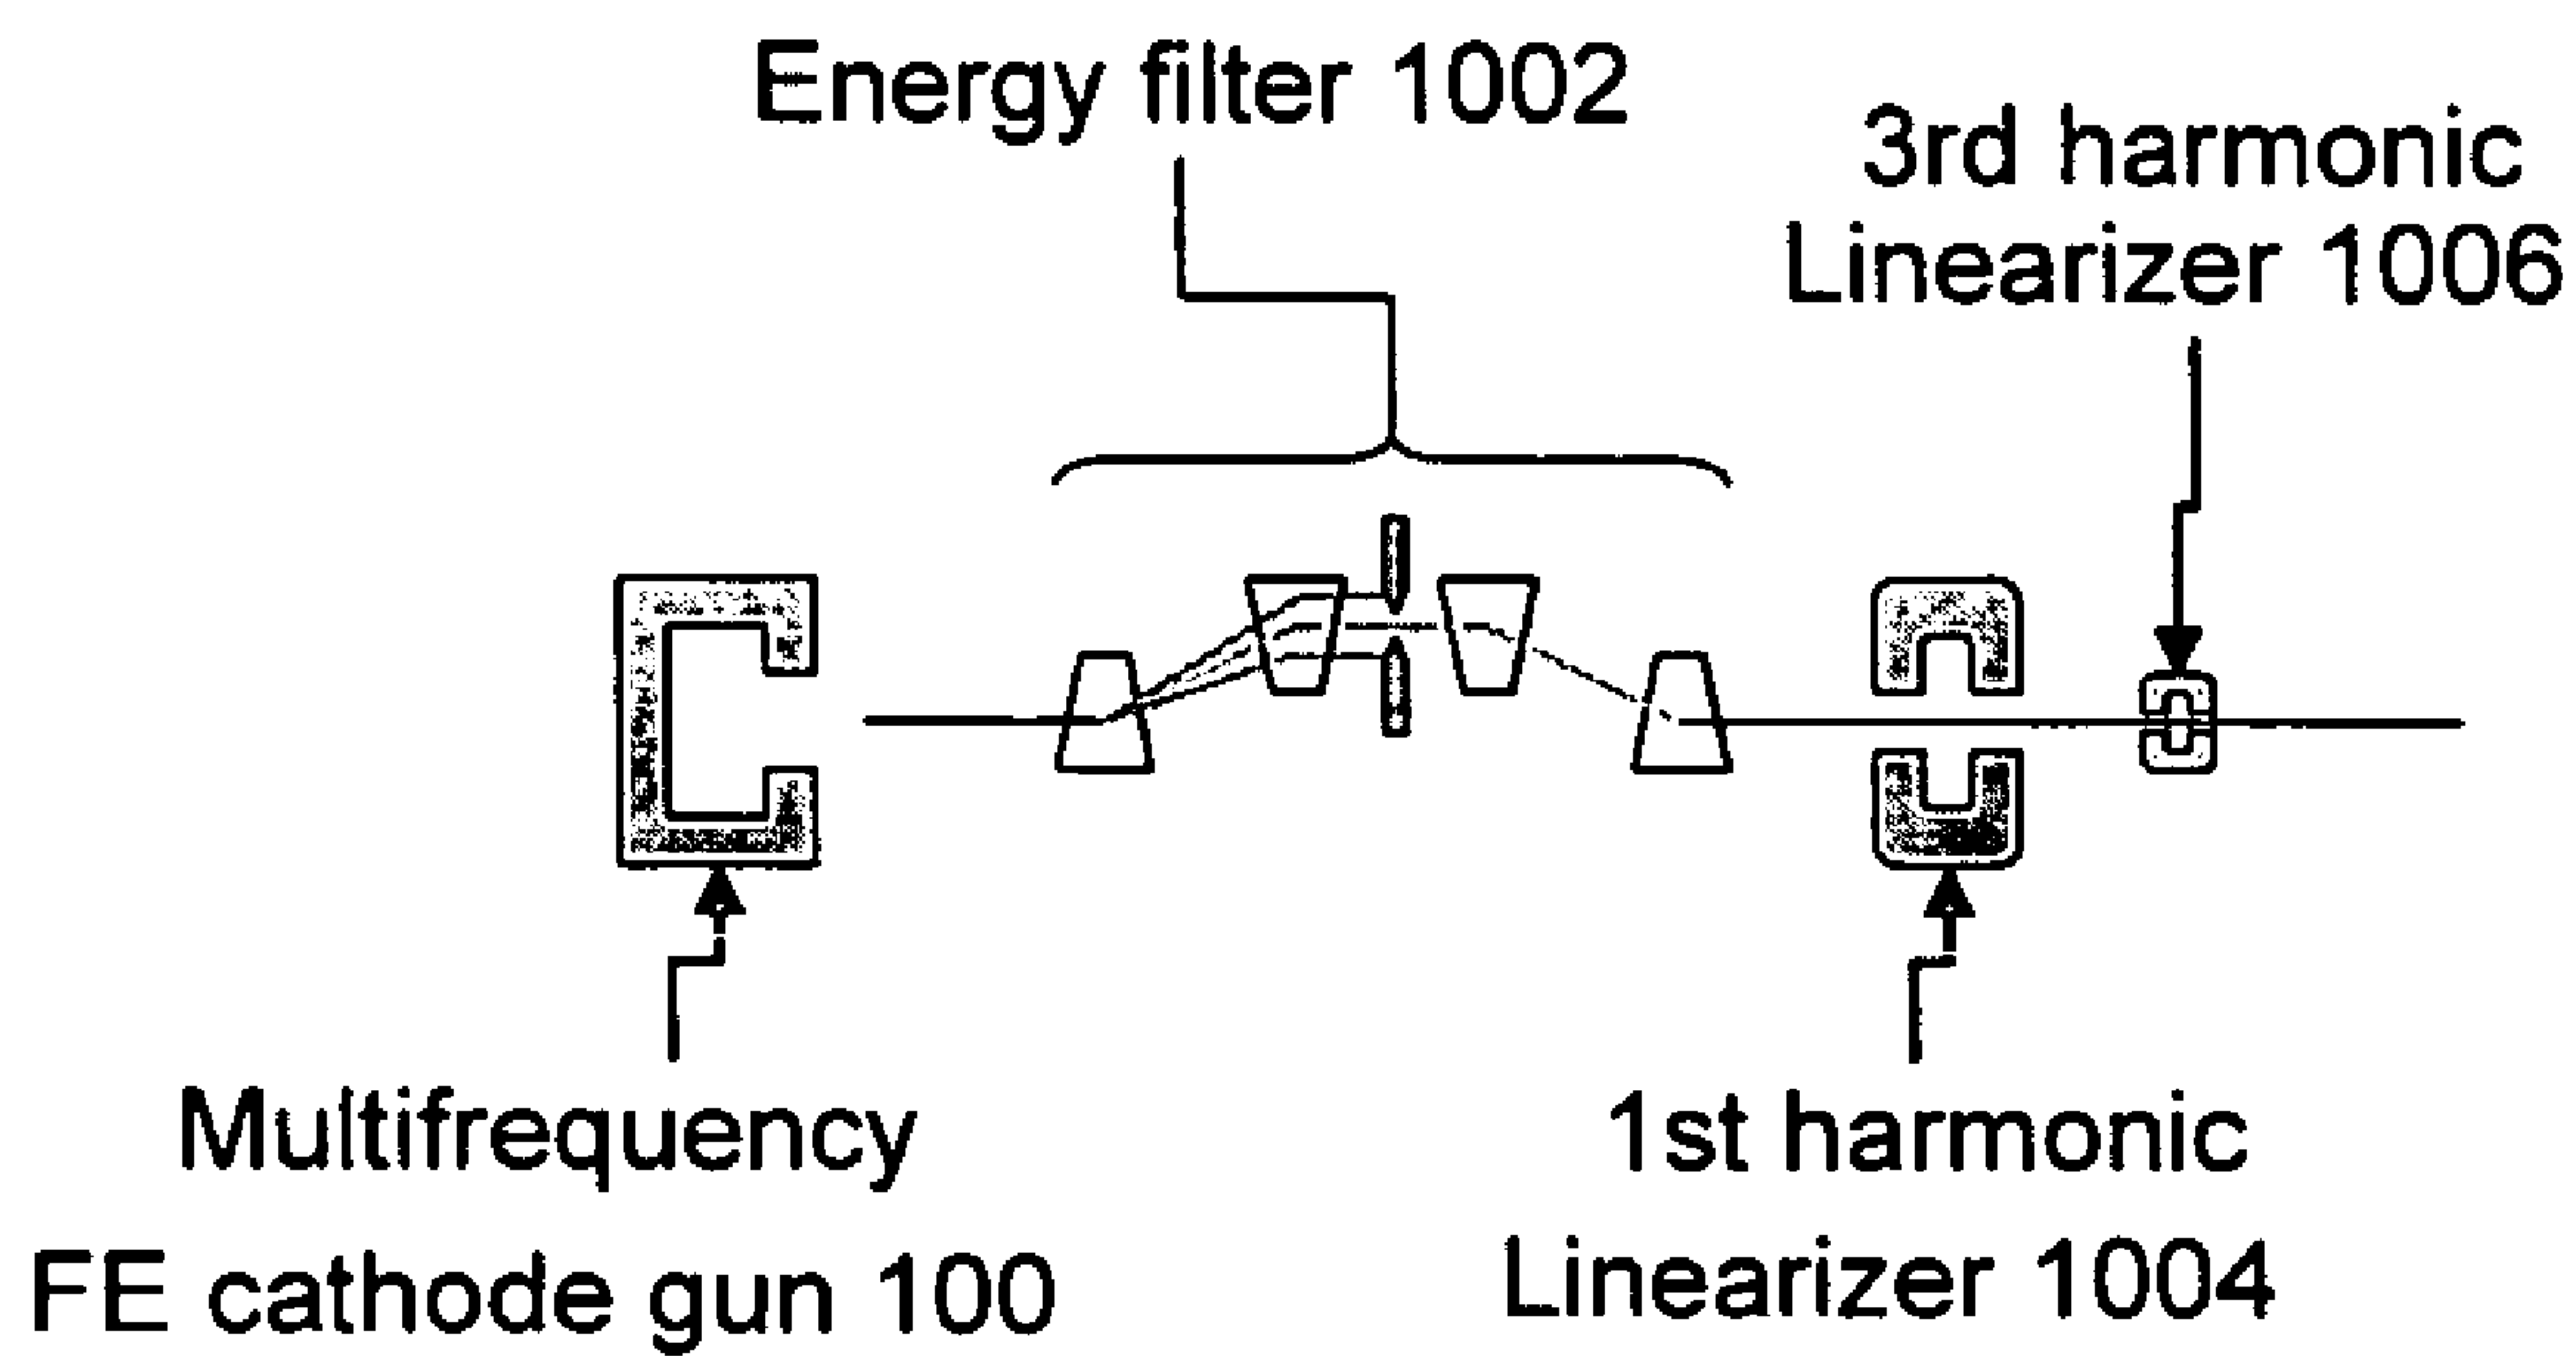 Energy filter 1002
3rd harmonic
Linearizer 1006
Multifrequency
FE cathode gun 100
1st harmonic
Linearizer 1004